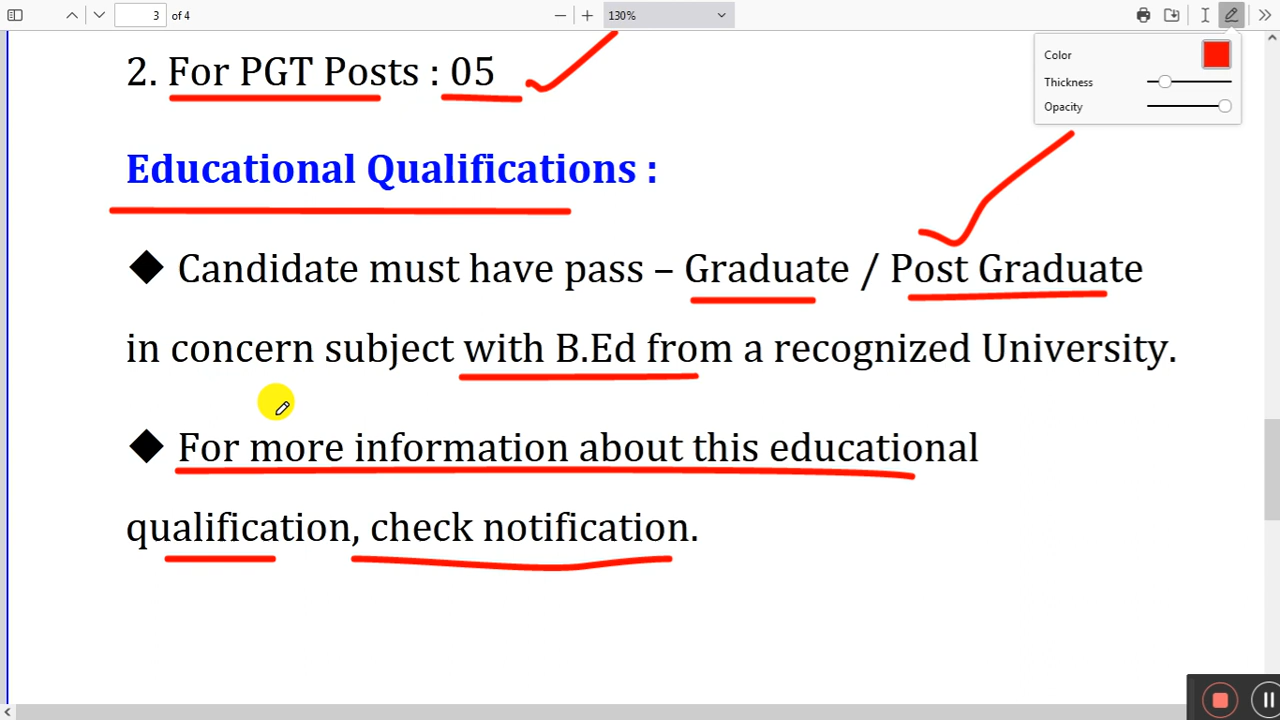 3 of 4
130%
Color
Thickness
Opacity
2. For PGT Posts : 05
Educational Qualifications :
◆ Candidate must have pass – Graduate / Post Graduate
in concern subject with B.Ed from a recognized University.
◆ For more information about this educational
qualification, check notification.